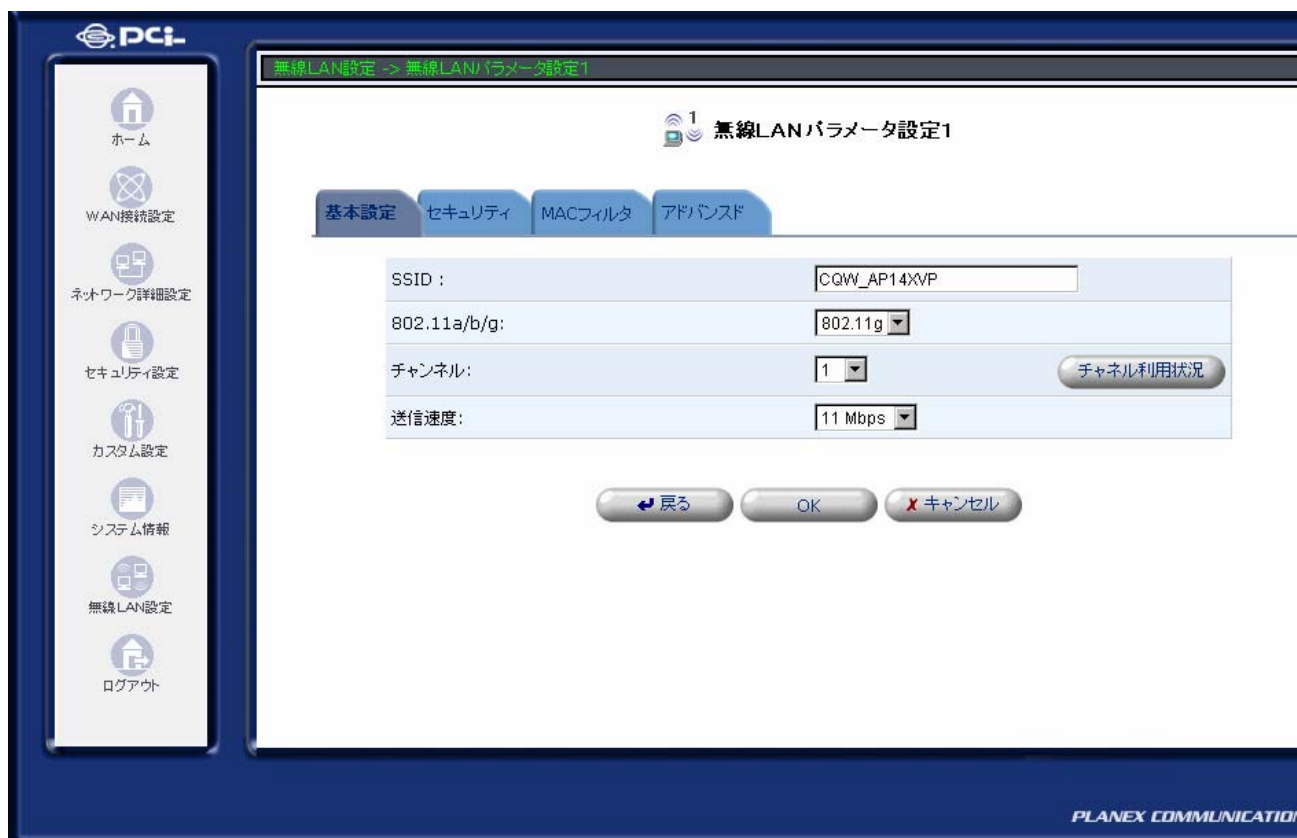 PCi
無線LAN設定 -> 無線LANパラメータ設定1
ホーム
WAN接続設定
ネットワーク詳細設定
セキュリティ設定
カスタム設定
システム情報
無線LAN設定
ログアウト
1 無線LANパラメータ設定1
基本設定 セキュリティ MACフィルタ アドバンスド
SSID : CQW_AP14XVP
802.11a/b/g: 802.11g
チャンネル: 1 チャネル利用状況
送信速度: 11 Mbps
戻る OK キャンセル
PLANEX COMMUNICATION